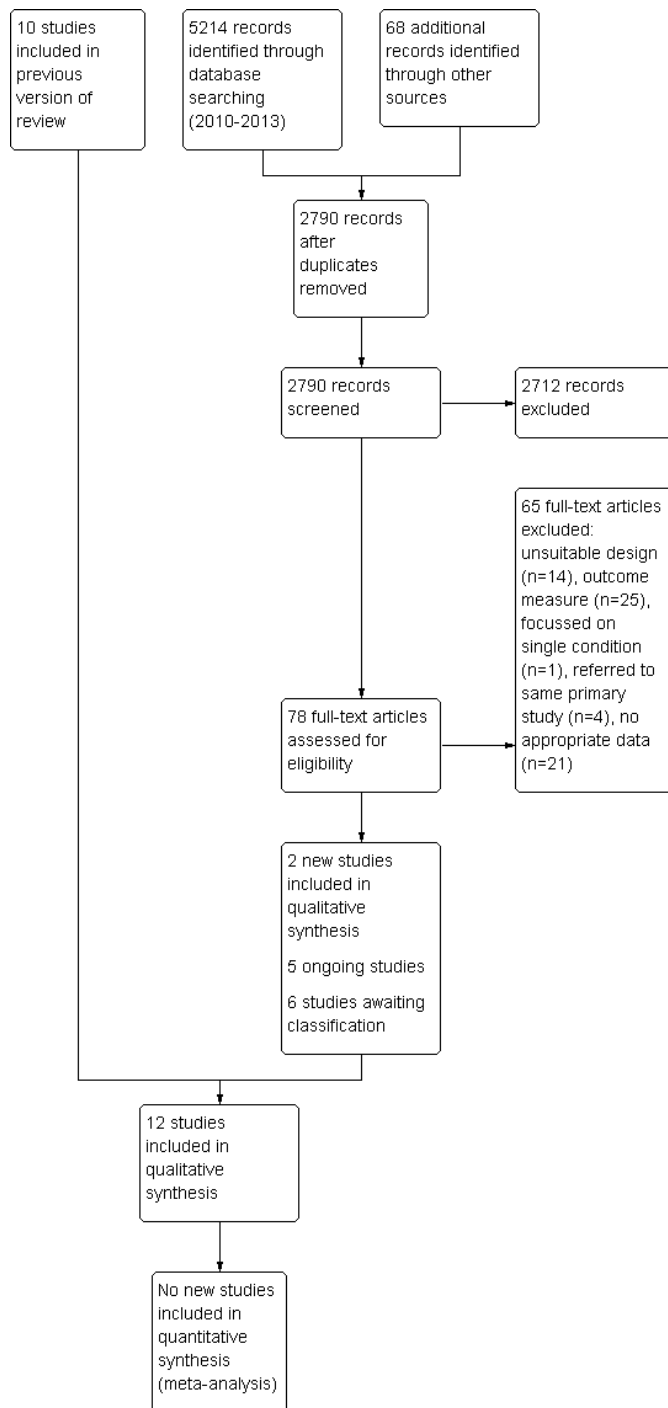 10 studies
included in
previous
version of
review
5214 records
identified through
database
searching
(2010-2013)
68 additional
records identified
through other
sources
2790 records
after
duplicates
removed
2790 records
screened
2712 records
excluded
78 full-text articles
assessed for
eligibility
65 full-text articles
excluded:
unsuitable design
(n=14), outcome
measure (n=25),
focussed on
single condition
(n=1), referred to
same primary
study (n=4), no
appropriate data
(n=21)
2 new studies
included in
qualitative
synthesis
5 ongoing studies
6 studies awaiting
classification
12 studies
included in
qualitative
synthesis
No new studies
included in
quantitative
synthesis
(meta-analysis)